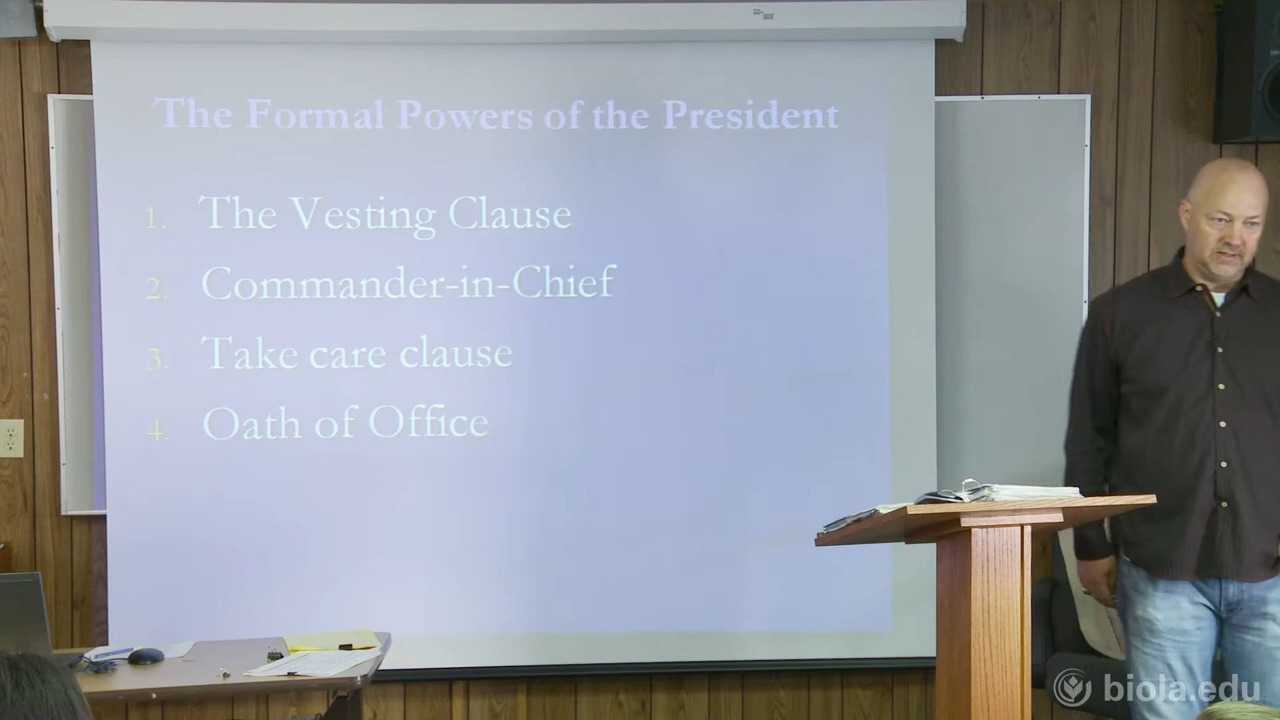 The Formal Powers of the President
1. The Vesting Clause
2. Commander-in-Chief
3. Take care clause
4. Oath of Office
biola.edu